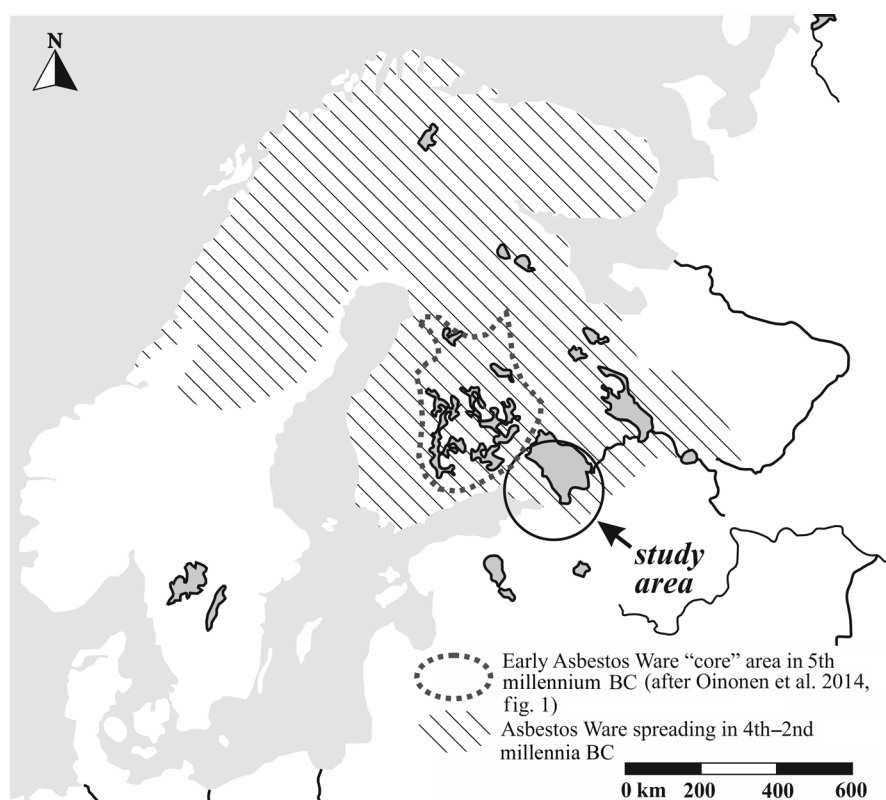 N
study
area
Early Asbestos Ware “core” area in 5th
millennium BC (after Oinonen et al. 2014,
fig. 1)
Asbestos Ware spreading in 4th–2nd
millennia BC
0 km 200 400 600